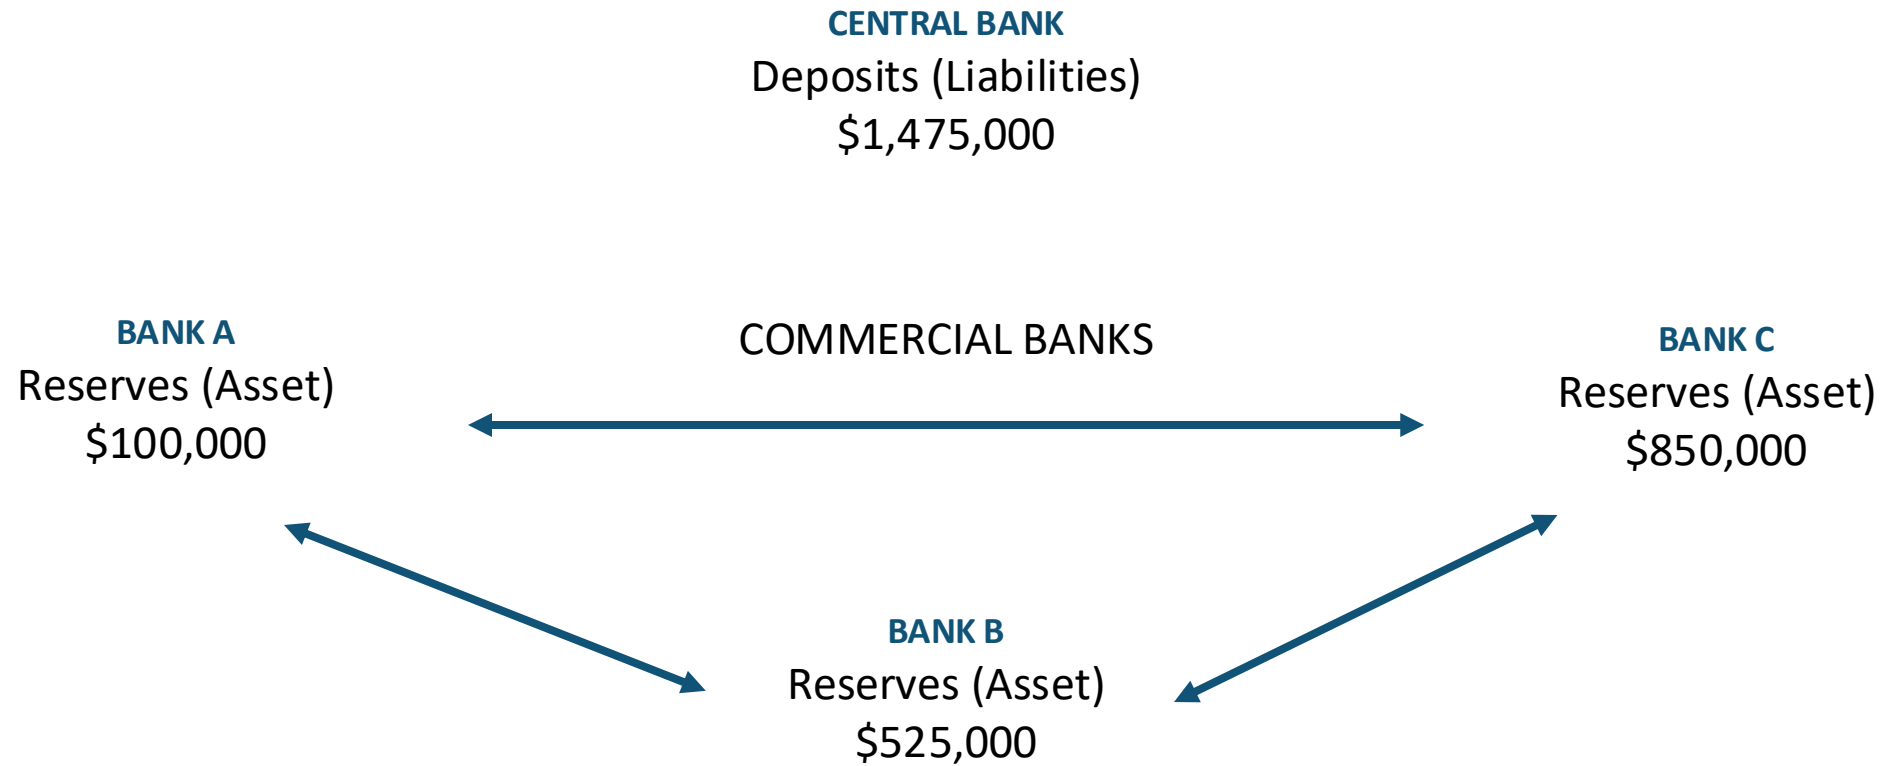 CENTRAL BANK
Deposits (Liabilities)
$1,475,000
BANK A
Reserves (Asset)
$100,000
COMMERCIAL BANKS
BANK C
Reserves (Asset)
$850,000
BANK B
Reserves (Asset)
$525,000